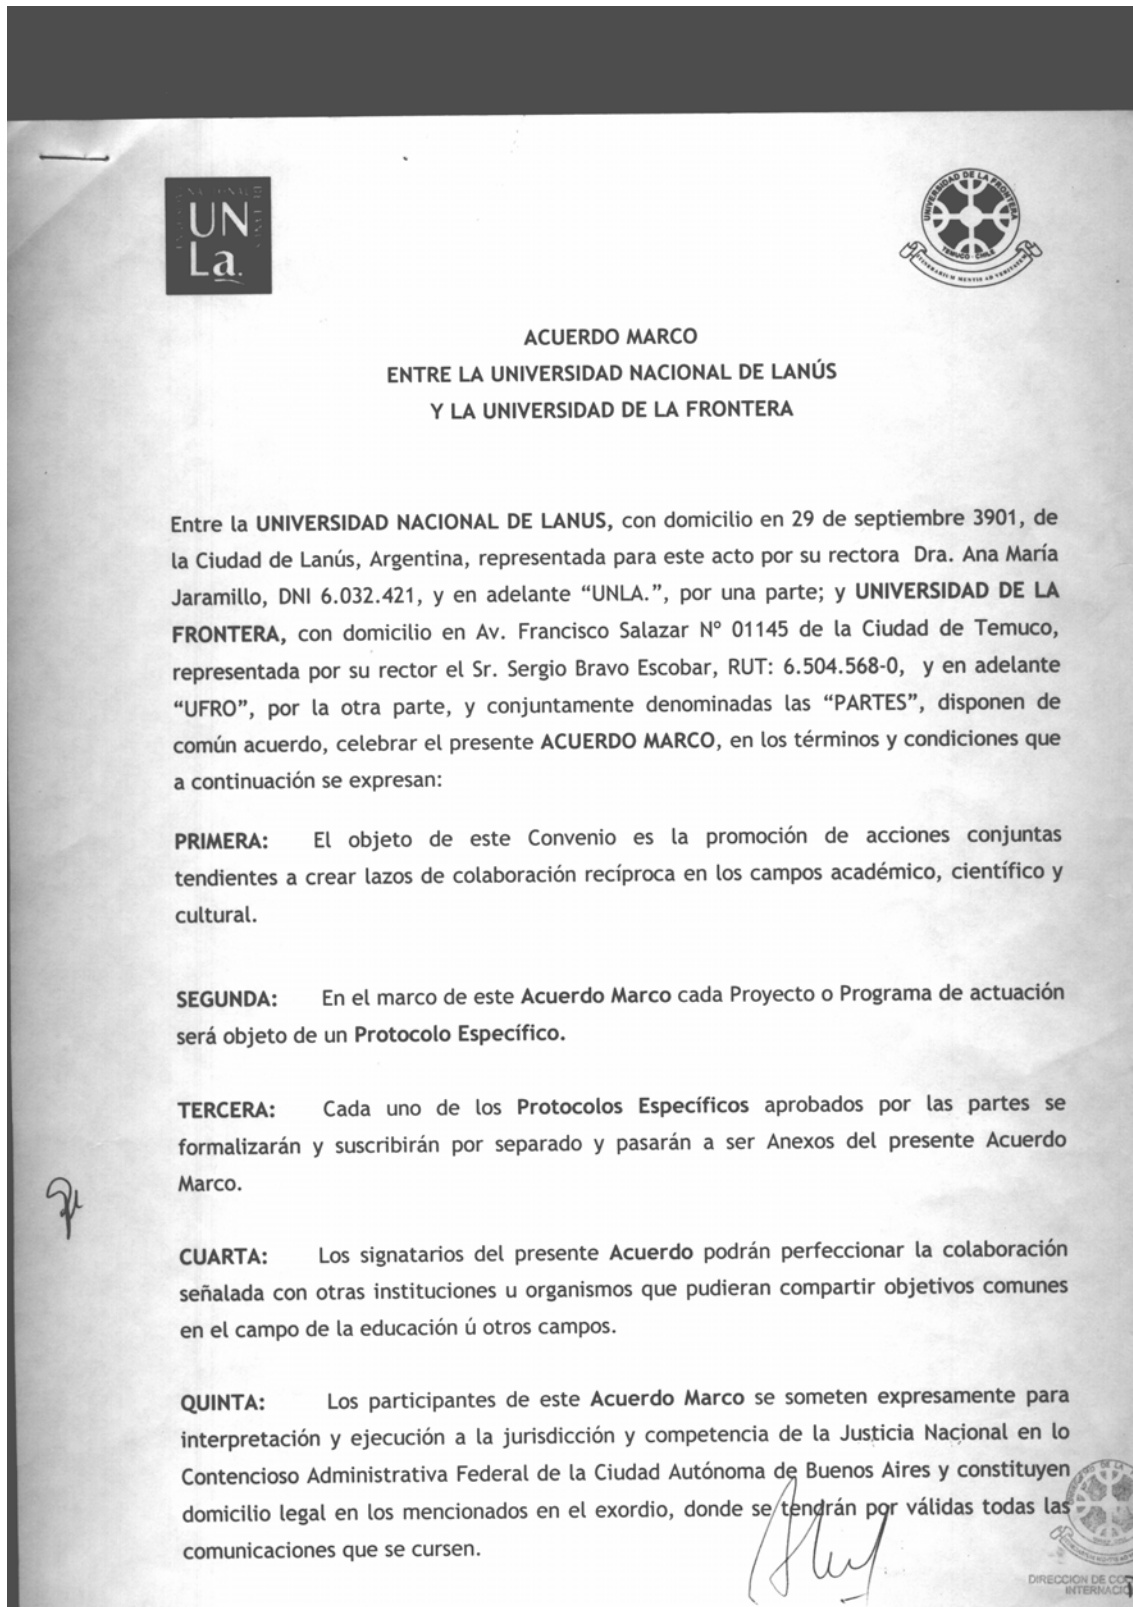 UN
La.
UNIVERSIDAD DE LA FRONTERA
TEMUCO - CHILE
ITINERARIUM MENTIS AD VERITATEM
ACUERDO MARCO
ENTRE LA UNIVERSIDAD NACIONAL DE LANÚS
Y LA UNIVERSIDAD DE LA FRONTERA
Entre la UNIVERSIDAD NACIONAL DE LANUS, con domicilio en 29 de septiembre 3901, de
la Ciudad de Lanús, Argentina, representada para este acto por su rectora Dra. Ana María
Jaramillo, DNI 6.032.421, y en adelante “UNLA.”, por una parte; y UNIVERSIDAD DE LA
FRONTERA, con domicilio en Av. Francisco Salazar Nº 01145 de la Ciudad de Temuco,
representada por su rector el Sr. Sergio Bravo Escobar, RUT: 6.504.568-0, y en adelante
“UFRO”, por la otra parte, y conjuntamente denominadas las “PARTES”, disponen de
común acuerdo, celebrar el presente ACUERDO MARCO, en los términos y condiciones que
a continuación se expresan:
PRIMERA: El objeto de este Convenio es la promoción de acciones conjuntas
tendientes a crear lazos de colaboración recíproca en los campos académico, científico y
cultural.
SEGUNDA: En el marco de este Acuerdo Marco cada Proyecto o Programa de actuación
será objeto de un Protocolo Específico.
TERCERA: Cada uno de los Protocolos Específicos aprobados por las partes se
formalizarán y suscribirán por separado y pasarán a ser Anexos del presente Acuerdo
Marco.
CUARTA: Los signatarios del presente Acuerdo podrán perfeccionar la colaboración
señalada con otras instituciones u organismos que pudieran compartir objetivos comunes
en el campo de la educación ú otros campos.
QUINTA: Los participantes de este Acuerdo Marco se someten expresamente para
interpretación y ejecución a la jurisdicción y competencia de la Justicia Nacional en lo
Contencioso Administrativa Federal de la Ciudad Autónoma de Buenos Aires y constituyen
domicilio legal en los mencionados en el exordio, donde se tendrán por válidas todas las
comunicaciones que se cursen.
DIRECCION DE